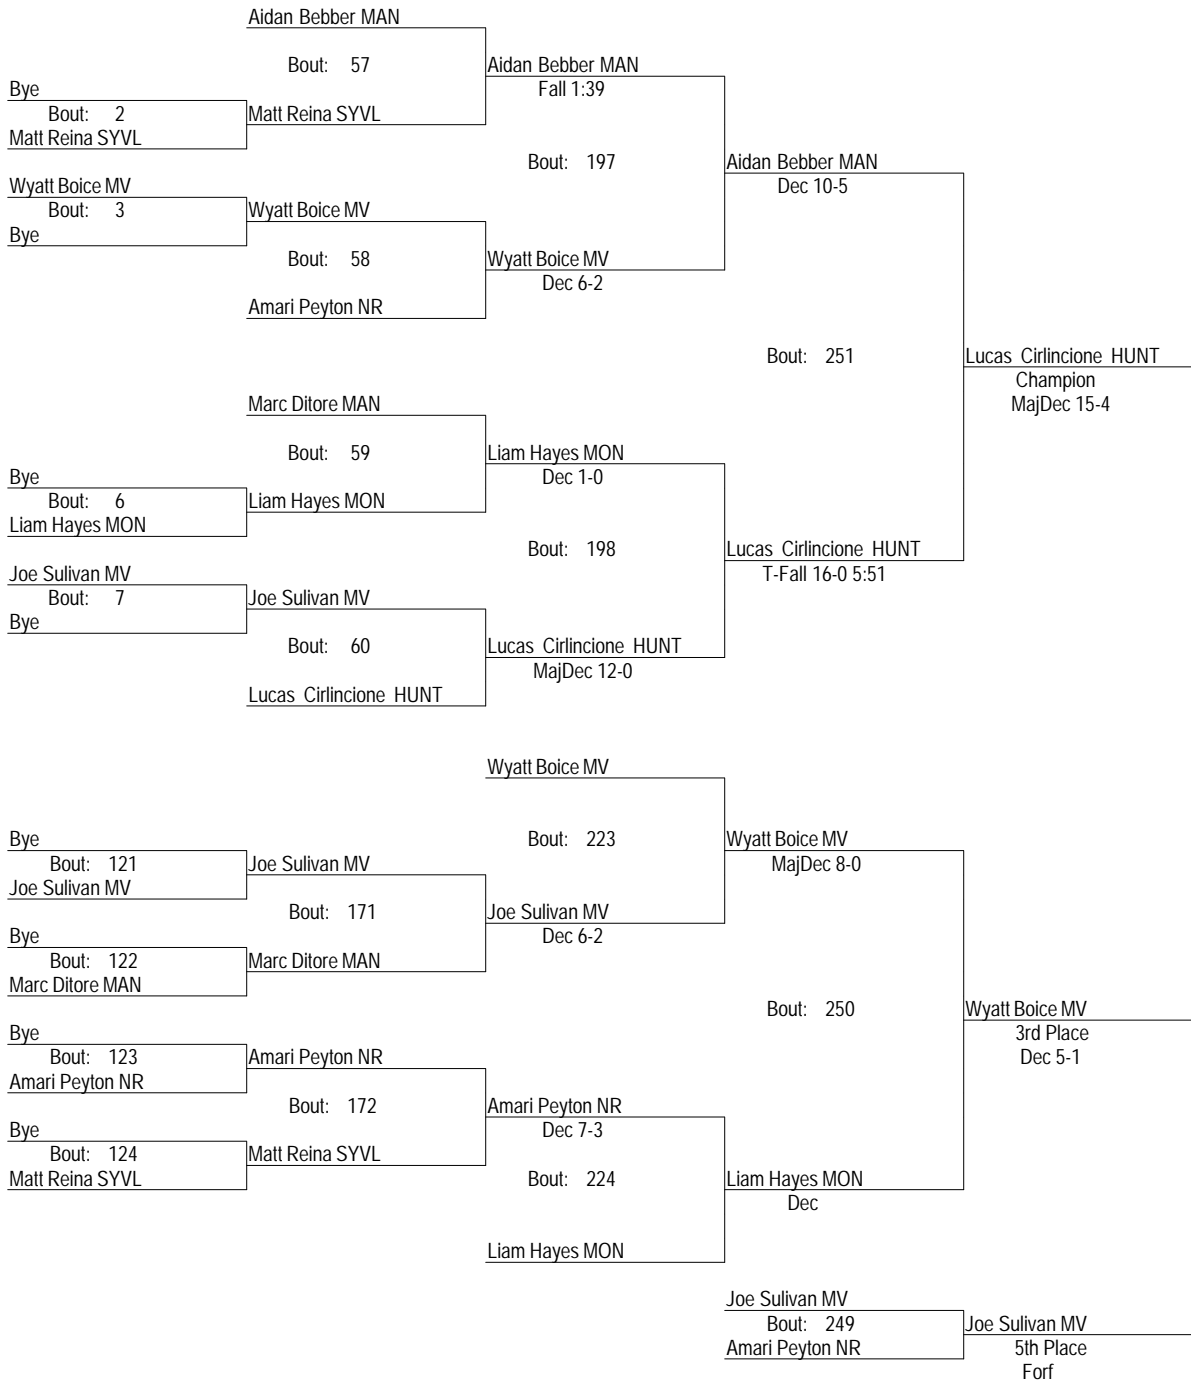 Aidan Bebber MAN
Bout: 57
Aidan Bebber MAN
Fall 1:39
Bye
Bout: 2
Matt Reina SYVL
Matt Reina SYVL
Bout: 197
Aidan Bebber MAN
Dec 10-5
Wyatt Boice MV
Bout: 3
Bye
Wyatt Boice MV
Bout: 58
Wyatt Boice MV
Dec 6-2
Amari Peyton NR
Bout: 251
Lucas Cirlincione HUNT
Champion
MajDec 15-4
Marc Ditore MAN
Bout: 59
Liam Hayes MON
Dec 1-0
Bye
Bout: 6
Liam Hayes MON
Liam Hayes MON
Bout: 198
Lucas Cirlincione HUNT
T-Fall 16-0 5:51
Joe Sulivan MV
Bout: 7
Bye
Joe Sulivan MV
Bout: 60
Lucas Cirlincione HUNT
MajDec 12-0
Lucas Cirlincione HUNT
Wyatt Boice MV
Bout: 223
Wyatt Boice MV
MajDec 8-0
Bye
Bout: 121
Joe Sulivan MV
Joe Sulivan MV
Bout: 171
Joe Sulivan MV
Dec 6-2
Bye
Bout: 122
Marc Ditore MAN
Marc Ditore MAN
Bout: 250
Wyatt Boice MV
3rd Place
Dec 5-1
Bye
Bout: 123
Amari Peyton NR
Amari Peyton NR
Bout: 172
Amari Peyton NR
Dec 7-3
Bye
Bout: 124
Matt Reina SYVL
Matt Reina SYVL
Bout: 224
Liam Hayes MON
Dec
Liam Hayes MON
Joe Sulivan MV
Bout: 249
Amari Peyton NR
Joe Sulivan MV
5th Place
Forf